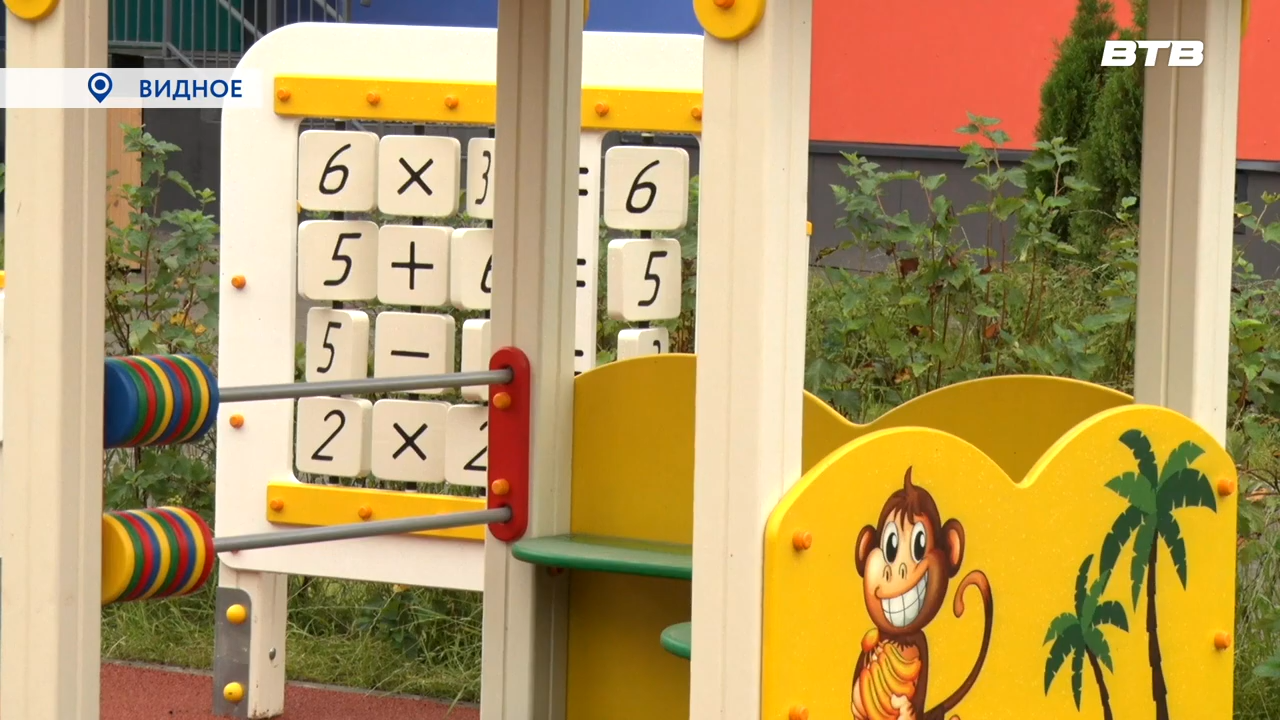 ВТВ
ВИДНОЕ
6 × 3 = 6
5 + 6 = 5
5 − =
2 × 2